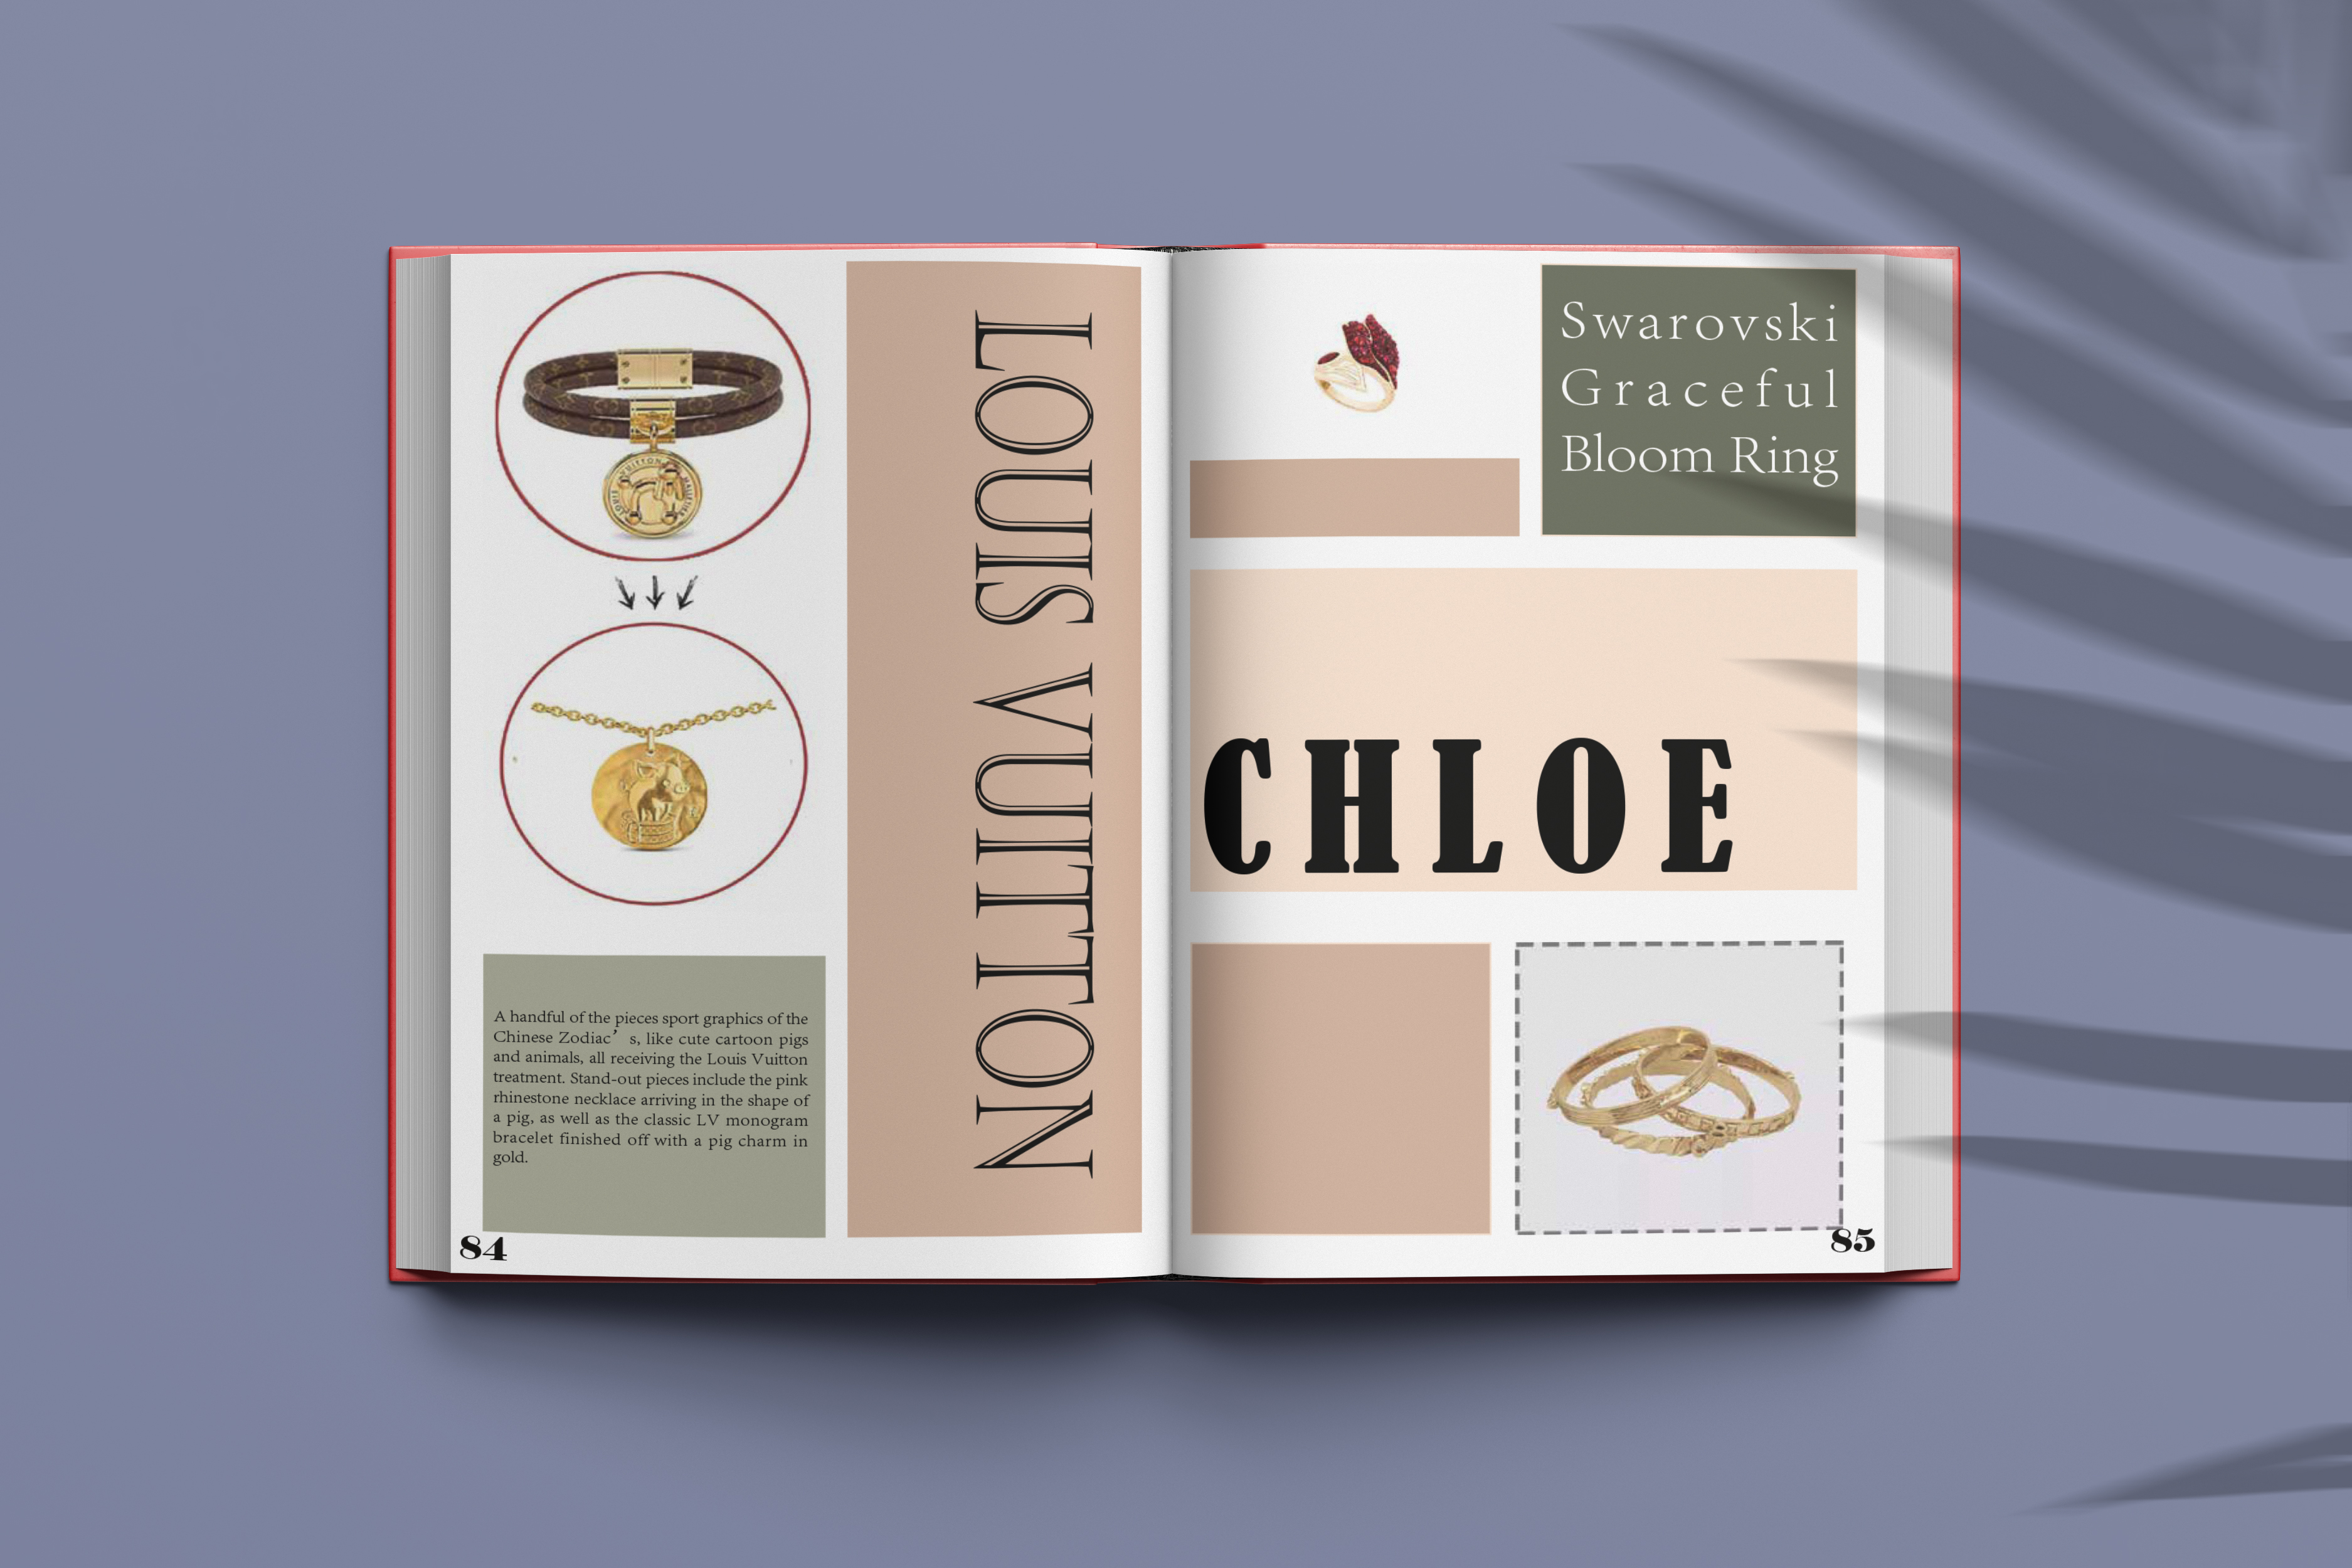 VUITTON
MALLETIER
LOUIS
A handful of the pieces sport graphics of the
Chinese Zodiac’ s, like cute cartoon pigs
and animals, all receiving the Louis Vuitton
treatment. Stand-out pieces include the pink
rhinestone necklace arriving in the shape of
a pig, as well as the classic LV monogram
bracelet finished off with a pig charm in
gold.
84
LOUIS VUITTON
Swarovski
Graceful
Bloom Ring
CHLOE
85